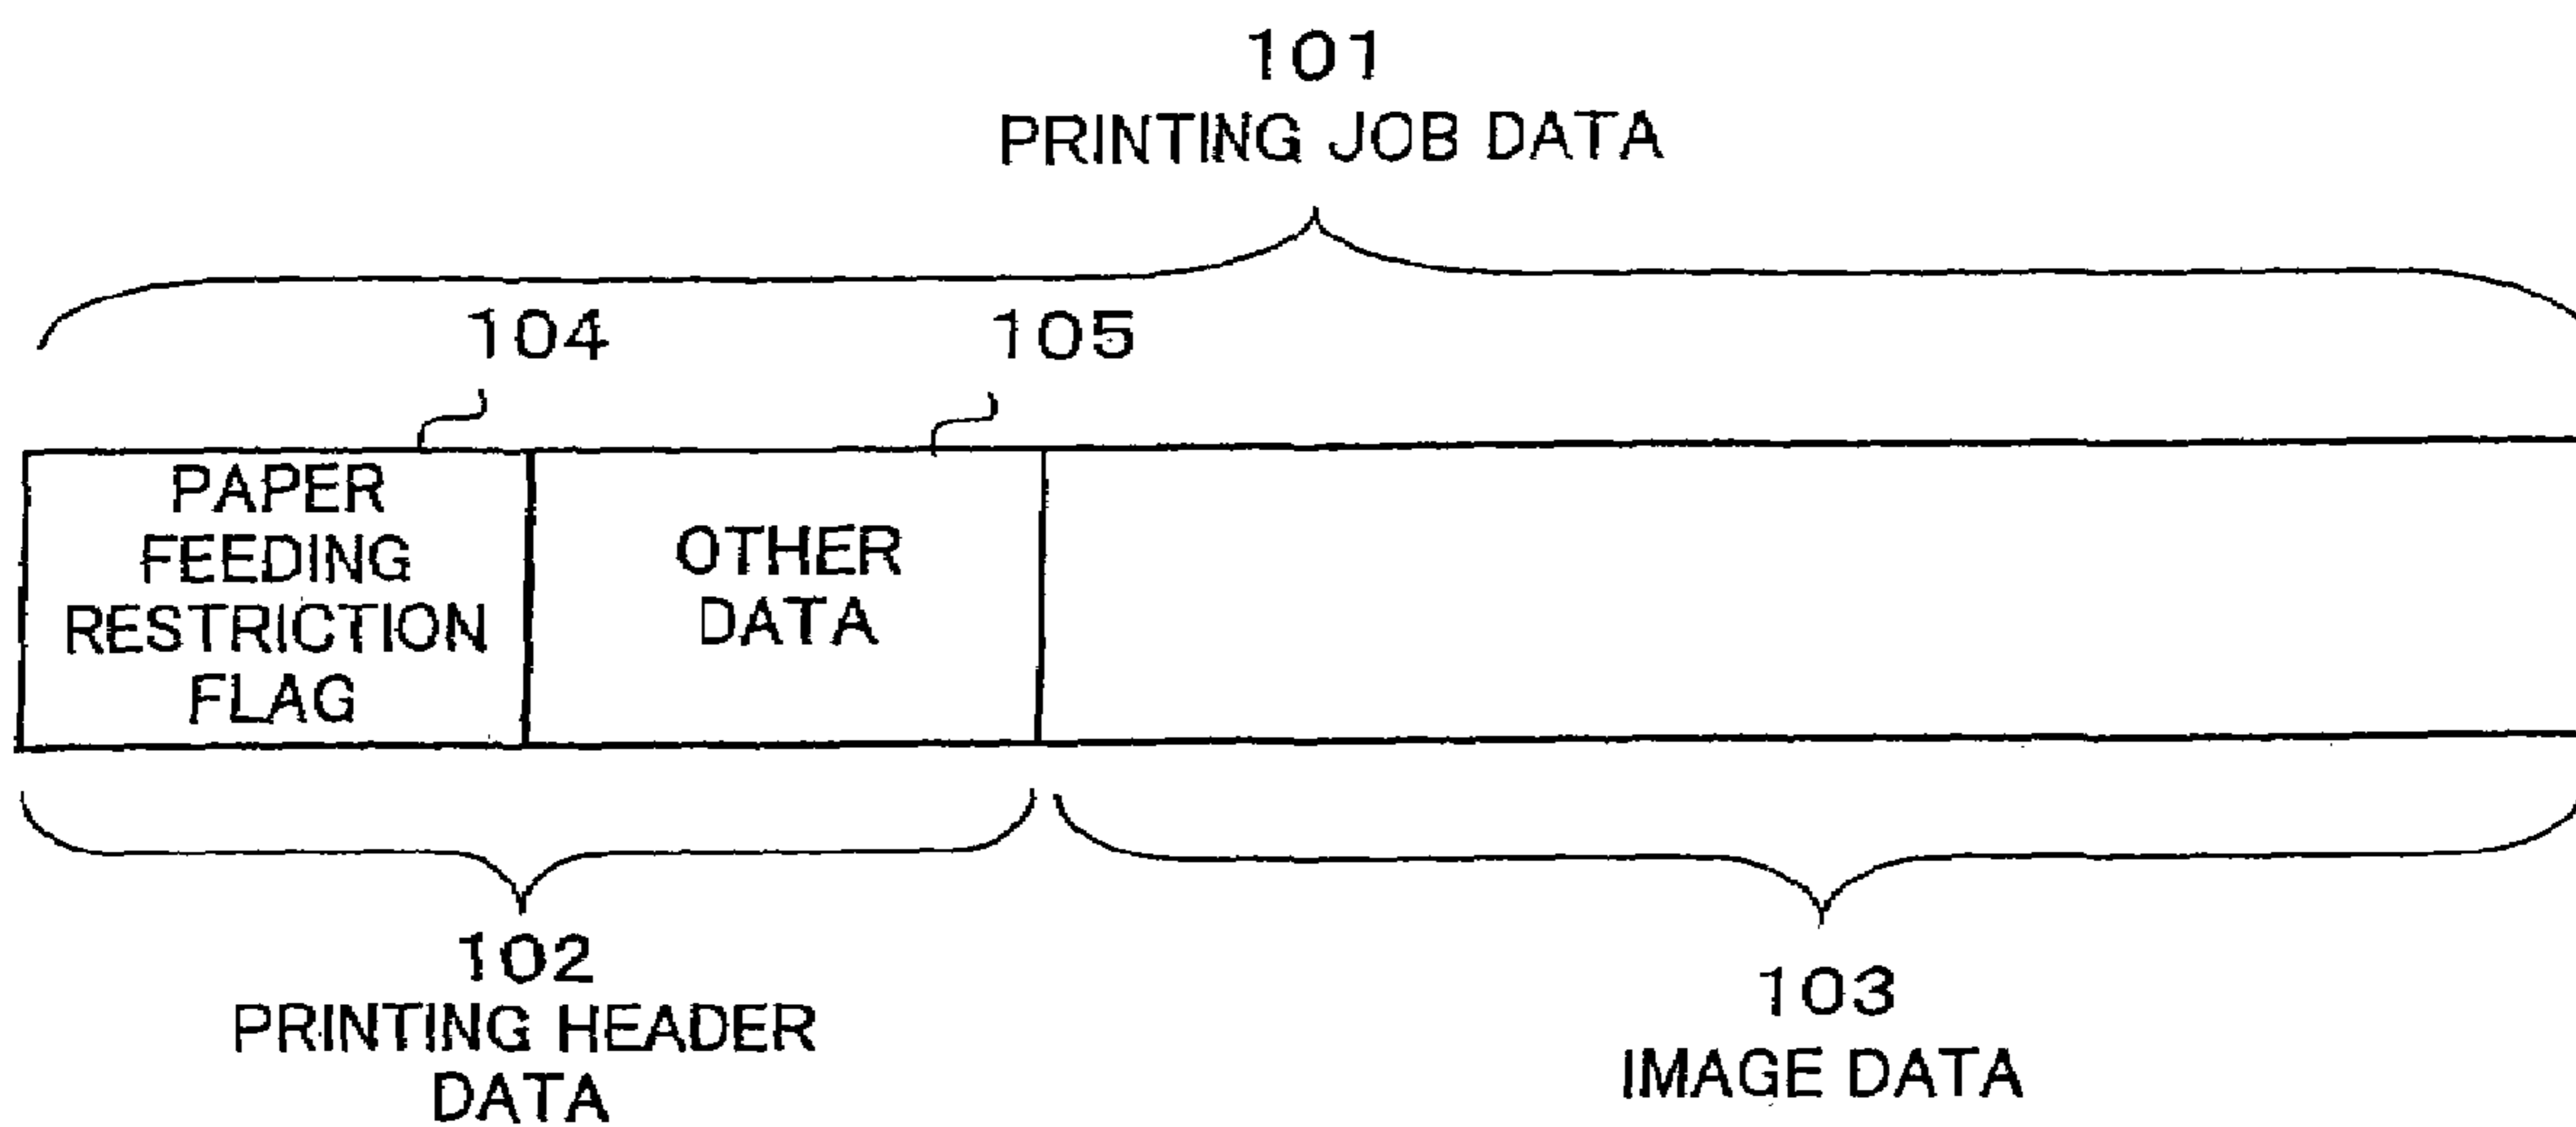 101
PRINTING JOB DATA
104
105
PAPER
FEEDING
RESTRICTION
FLAG
OTHER
DATA
102
PRINTING HEADER
DATA
103
IMAGE DATA